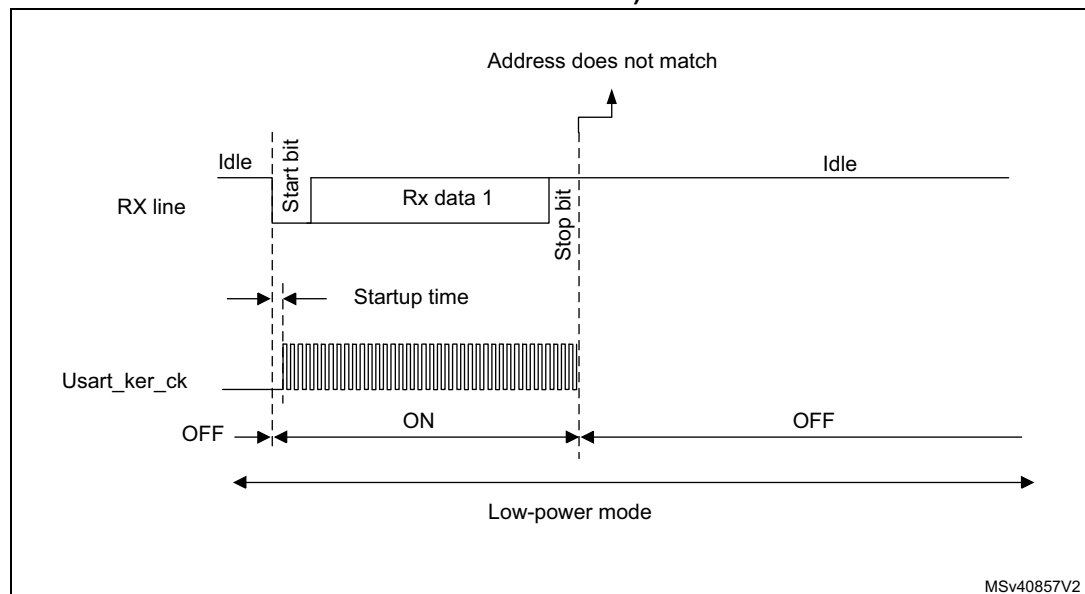 Address does not match
Idle
Start bit
Idle
RX line
Rx data 1
Stop bit
Startup time
Usart_ker_ck
OFF
ON
OFF
Low-power mode
MSv40857V2